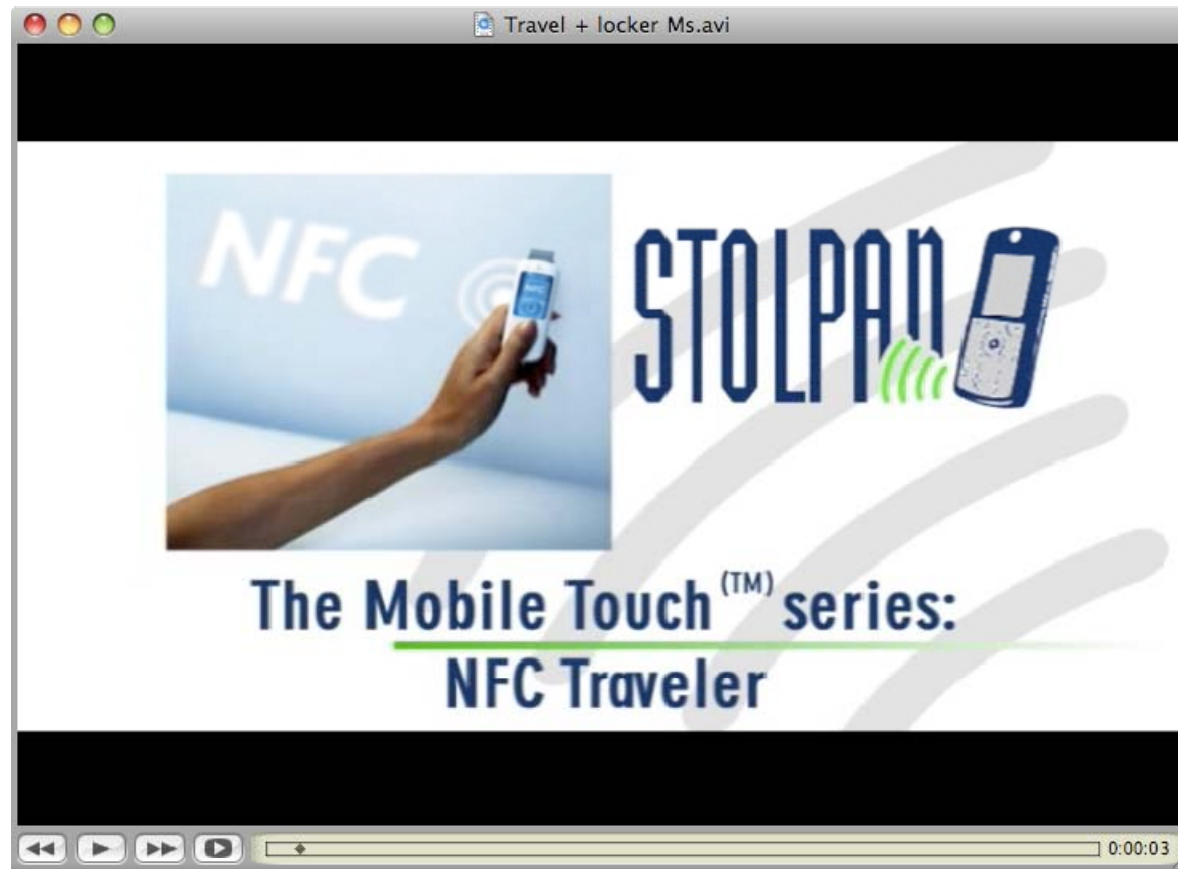 Travel + locker Ms.avi
NFC
NFC
STOLPAN
The Mobile Touch (TM) series:
NFC Traveler
0:00:03